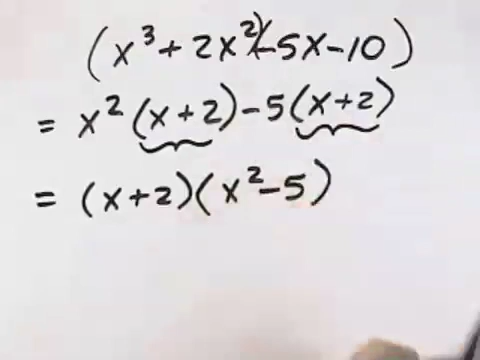 (x³ + 2x²)(-5x - 10)
= x² (x + 2) - 5 (x + 2)
= (x + 2)(x² - 5)